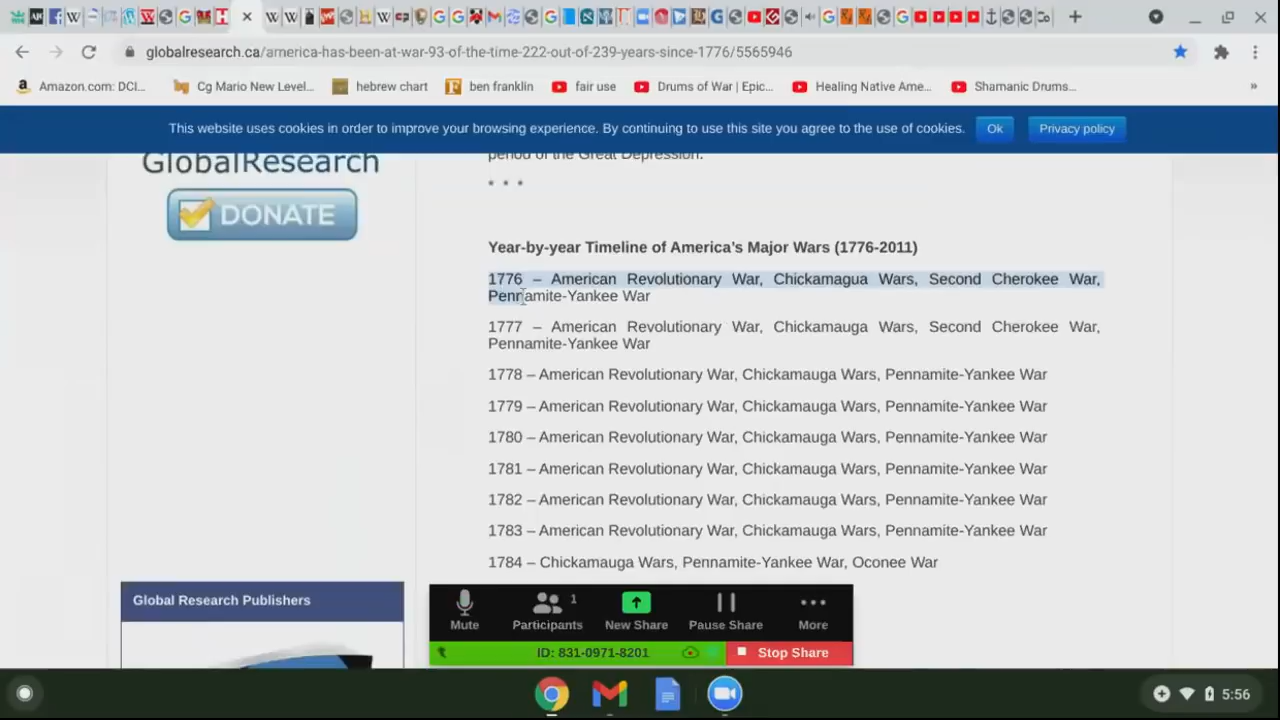 globalresearch.ca/america-has-been-at-war-93-of-the-time-222-out-of-239-years-since-1776/5565946
Amazon.com: DCI...
Cg Mario New Level...
hebrew chart
ben franklin
fair use
Drums of War | Epic...
Healing Native Ame...
Shamanic Drums...
»
This website uses cookies in order to improve your browsing experience. By continuing to use this site you agree to the use of cookies.
Ok
Privacy policy
GlobalResearch
DONATE
period of the Great Depression.
* * *
Year-by-year Timeline of America's Major Wars (1776-2011)
1776 – American Revolutionary War, Chickamagua Wars, Second Cherokee War,
Pennamite-Yankee War
1777 – American Revolutionary War, Chickamauga Wars, Second Cherokee War,
Pennamite-Yankee War
1778 – American Revolutionary War, Chickamauga Wars, Pennamite-Yankee War
1779 – American Revolutionary War, Chickamauga Wars, Pennamite-Yankee War
1780 – American Revolutionary War, Chickamauga Wars, Pennamite-Yankee War
1781 – American Revolutionary War, Chickamauga Wars, Pennamite-Yankee War
1782 – American Revolutionary War, Chickamauga Wars, Pennamite-Yankee War
1783 – American Revolutionary War, Chickamauga Wars, Pennamite-Yankee War
1784 – Chickamauga Wars, Pennamite-Yankee War, Oconee War
Global Research Publishers
1
Mute
Participants
New Share
Pause Share
More
ID: 831-0971-8201
Stop Share
5:56